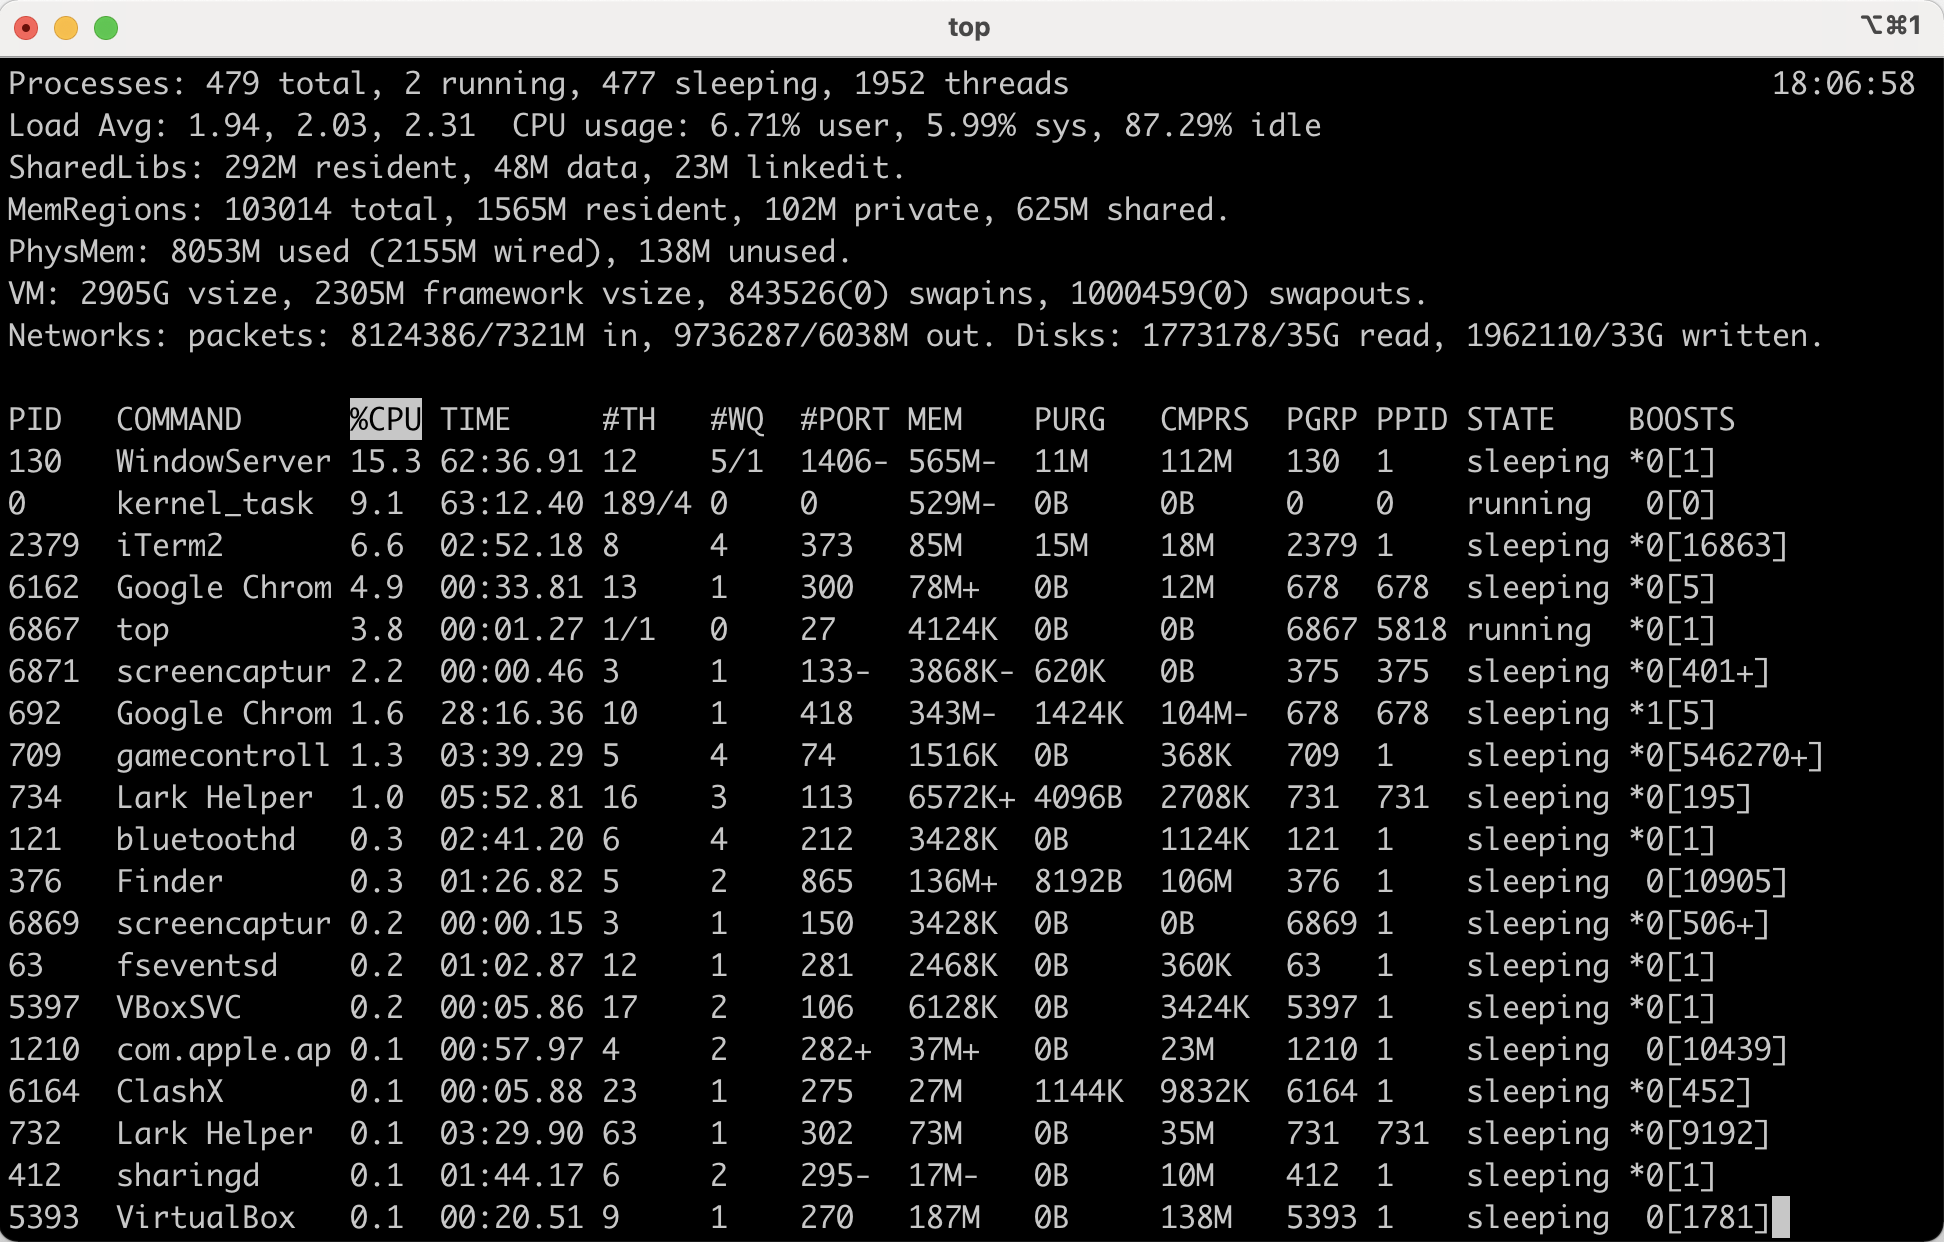 top ⌥⌘1
Processes: 479 total, 2 running, 477 sleeping, 1952 threads 18:06:58
Load Avg: 1.94, 2.03, 2.31  CPU usage: 6.71% user, 5.99% sys, 87.29% idle
SharedLibs: 292M resident, 48M data, 23M linkedit.
MemRegions: 103014 total, 1565M resident, 102M private, 625M shared.
PhysMem: 8053M used (2155M wired), 138M unused.
VM: 2905G vsize, 2305M framework vsize, 843526(0) swapins, 1000459(0) swapouts.
Networks: packets: 8124386/7321M in, 9736287/6038M out. Disks: 1773178/35G read, 1962110/33G written.
PID COMMAND %CPU TIME #TH #WQ #PORT MEM PURG CMPRS PGRP PPID STATE BOOSTS
130 WindowServer 15.3 62:36.91 12 5/1 1406- 565M- 11M 112M 130 1 sleeping *0[1]
0 kernel_task 9.1 63:12.40 189/4 0 0 529M- 0B 0B 0 0 running 0[0]
2379 iTerm2 6.6 02:52.18 8 4 373 85M 15M 18M 2379 1 sleeping *0[16863]
6162 Google Chrom 4.9 00:33.81 13 1 300 78M+ 0B 12M 678 678 sleeping *0[5]
6867 top 3.8 00:01.27 1/1 0 27 4124K 0B 0B 6867 5818 running *0[1]
6871 screencaptur 2.2 00:00.46 3 1 133- 3868K- 620K 0B 375 375 sleeping *0[401+]
692 Google Chrom 1.6 28:16.36 10 1 418 343M- 1424K 104M- 678 678 sleeping *1[5]
709 gamecontroll 1.3 03:39.29 5 4 74 1516K 0B 368K 709 1 sleeping *0[546270+]
734 Lark Helper 1.0 05:52.81 16 3 113 6572K+ 4096B 2708K 731 731 sleeping *0[195]
121 bluetoothd 0.3 02:41.20 6 4 212 3428K 0B 1124K 121 1 sleeping *0[1]
376 Finder 0.3 01:26.82 5 2 865 136M+ 8192B 106M 376 1 sleeping 0[10905]
6869 screencaptur 0.2 00:00.15 3 1 150 3428K 0B 0B 6869 1 sleeping *0[506+]
63 fseventsd 0.2 01:02.87 12 1 281 2468K 0B 360K 63 1 sleeping *0[1]
5397 VBoxSVC 0.2 00:05.86 17 2 106 6128K 0B 3424K 5397 1 sleeping *0[1]
1210 com.apple.ap 0.1 00:57.97 4 2 282+ 37M+ 0B 23M 1210 1 sleeping 0[10439]
6164 ClashX 0.1 00:05.88 23 1 275 27M 1144K 9832K 6164 1 sleeping *0[452]
732 Lark Helper 0.1 03:29.90 63 1 302 73M 0B 35M 731 731 sleeping *0[9192]
412 sharingd 0.1 01:44.17 6 2 295- 17M- 0B 10M 412 1 sleeping *0[1]
5393 VirtualBox 0.1 00:20.51 9 1 270 187M 0B 138M 5393 1 sleeping 0[1781]